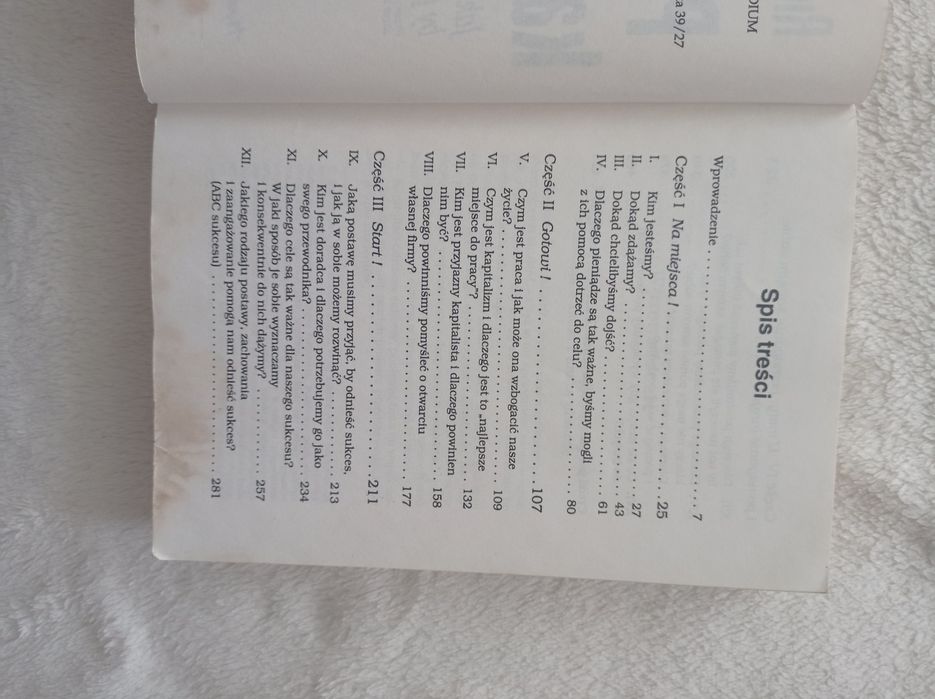 DIUM
a 39/27
Spis treści
Wprowadzenie . . . . . . . . . . . . . . . . . . . . . . . . . . . 7
Część I Na miejsca ! . . . . . . . . . . . . . . . . . . . . 25
I. Kim jesteśmy? . . . . . . . . . . . . . . . . . . . . . . . 27
II. Dokąd zdążamy? . . . . . . . . . . . . . . . . . . . . . 43
III. Dokąd chcielibyśmy dojść? . . . . . . . . . . . . . . 61
IV. Dlaczego pieniądze są tak ważne, byśmy mogli
z ich pomocą dotrzeć do celu? . . . . . . . . . . . . 80
Część II Gotowi ! . . . . . . . . . . . . . . . . . . . . . . 107
V. Czym jest praca i jak może ona wzbogacić nasze
życie? . . . . . . . . . . . . . . . . . . . . . . . . . . . . 109
VI. Czym jest kapitalizm i dlaczego jest to „najlepsze
miejsce do pracy"? . . . . . . . . . . . . . . . . . . . . 132
VII. Kim jest przyjazny kapitalista i dlaczego powinien
nim być? . . . . . . . . . . . . . . . . . . . . . . . . . . 158
VIII. Dlaczego powinniśmy pomyśleć o otwarciu
własnej firmy? . . . . . . . . . . . . . . . . . . . . . . 177
Część III Start ! . . . . . . . . . . . . . . . . . . . . . . . 211
IX. Jaką postawę musimy przyjąć, by odnieść sukces,
i jak ją w sobie możemy rozwinąć? . . . . . . . . . 213
X. Kim jest doradca i dlaczego potrzebujemy go jako
swego przewodnika? . . . . . . . . . . . . . . . . . . . 234
XI. Dlaczego cele są tak ważne dla naszego sukcesu?
W jaki sposób je sobie wyznaczamy
i konsekwentnie do nich dążymy? . . . . . . . . . . 257
XII. Jakiego rodzaju postawy, zachowania
i zaangażowanie pomogą nam odnieść sukces?
(ABC sukcesu) . . . . . . . . . . . . . . . . . . . . . . . 281